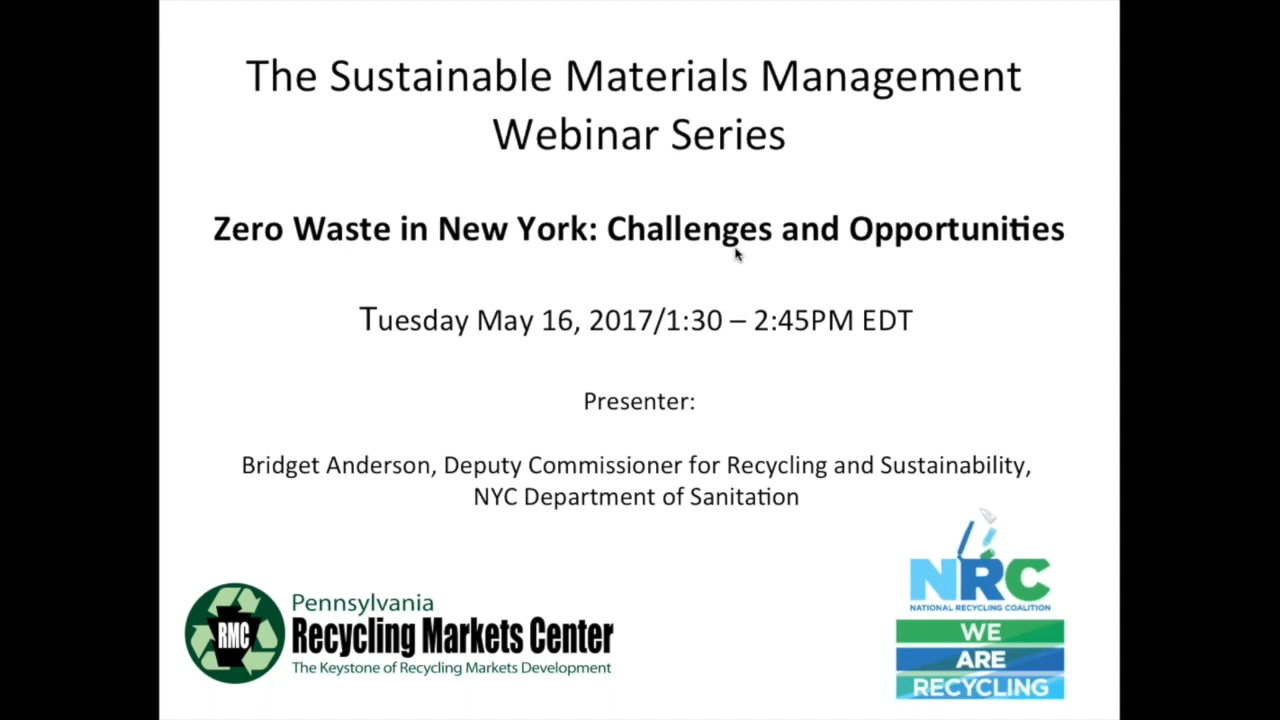 The Sustainable Materials Management
Webinar Series
Zero Waste in New York: Challenges and Opportunities
Tuesday May 16, 2017/1:30 – 2:45PM EDT
Presenter:
Bridget Anderson, Deputy Commissioner for Recycling and Sustainability,
NYC Department of Sanitation
RMC
Pennsylvania
Recycling Markets Center
The Keystone of Recycling Markets Development
NRC
NATIONAL RECYCLING COALITION
WE
ARE
RECYCLING